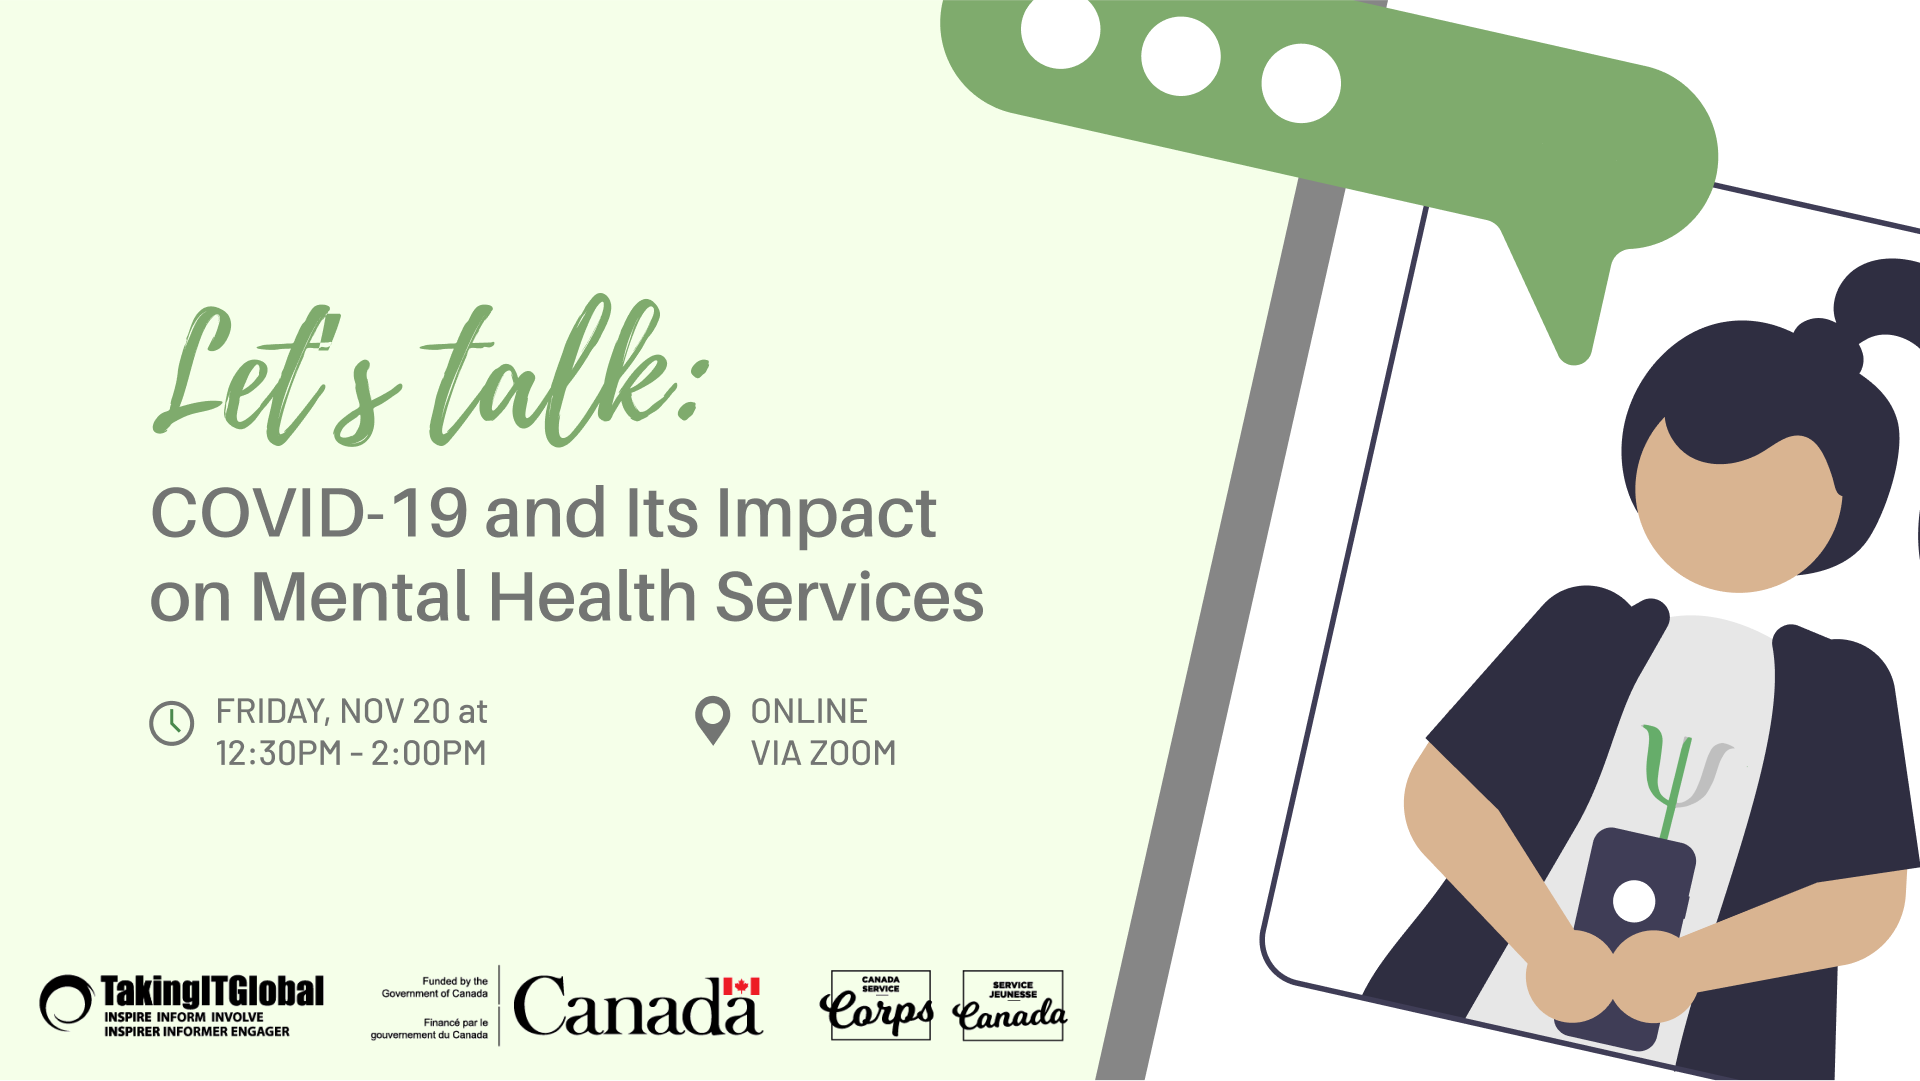 Let's talk:
COVID-19 and Its Impact
on Mental Health Services
FRIDAY, NOV 20 at
12:30PM - 2:00PM
ONLINE
VIA ZOOM
TakingITGlobal
INSPIRE INFORM INVOLVE
INSPIRER INFORMER ENGAGER
Funded by the
Government of Canada
Financé par le
gouvernement du Canada
Canada
CANADA
SERVICE
Corps
SERVICE
JEUNESSE
Canada